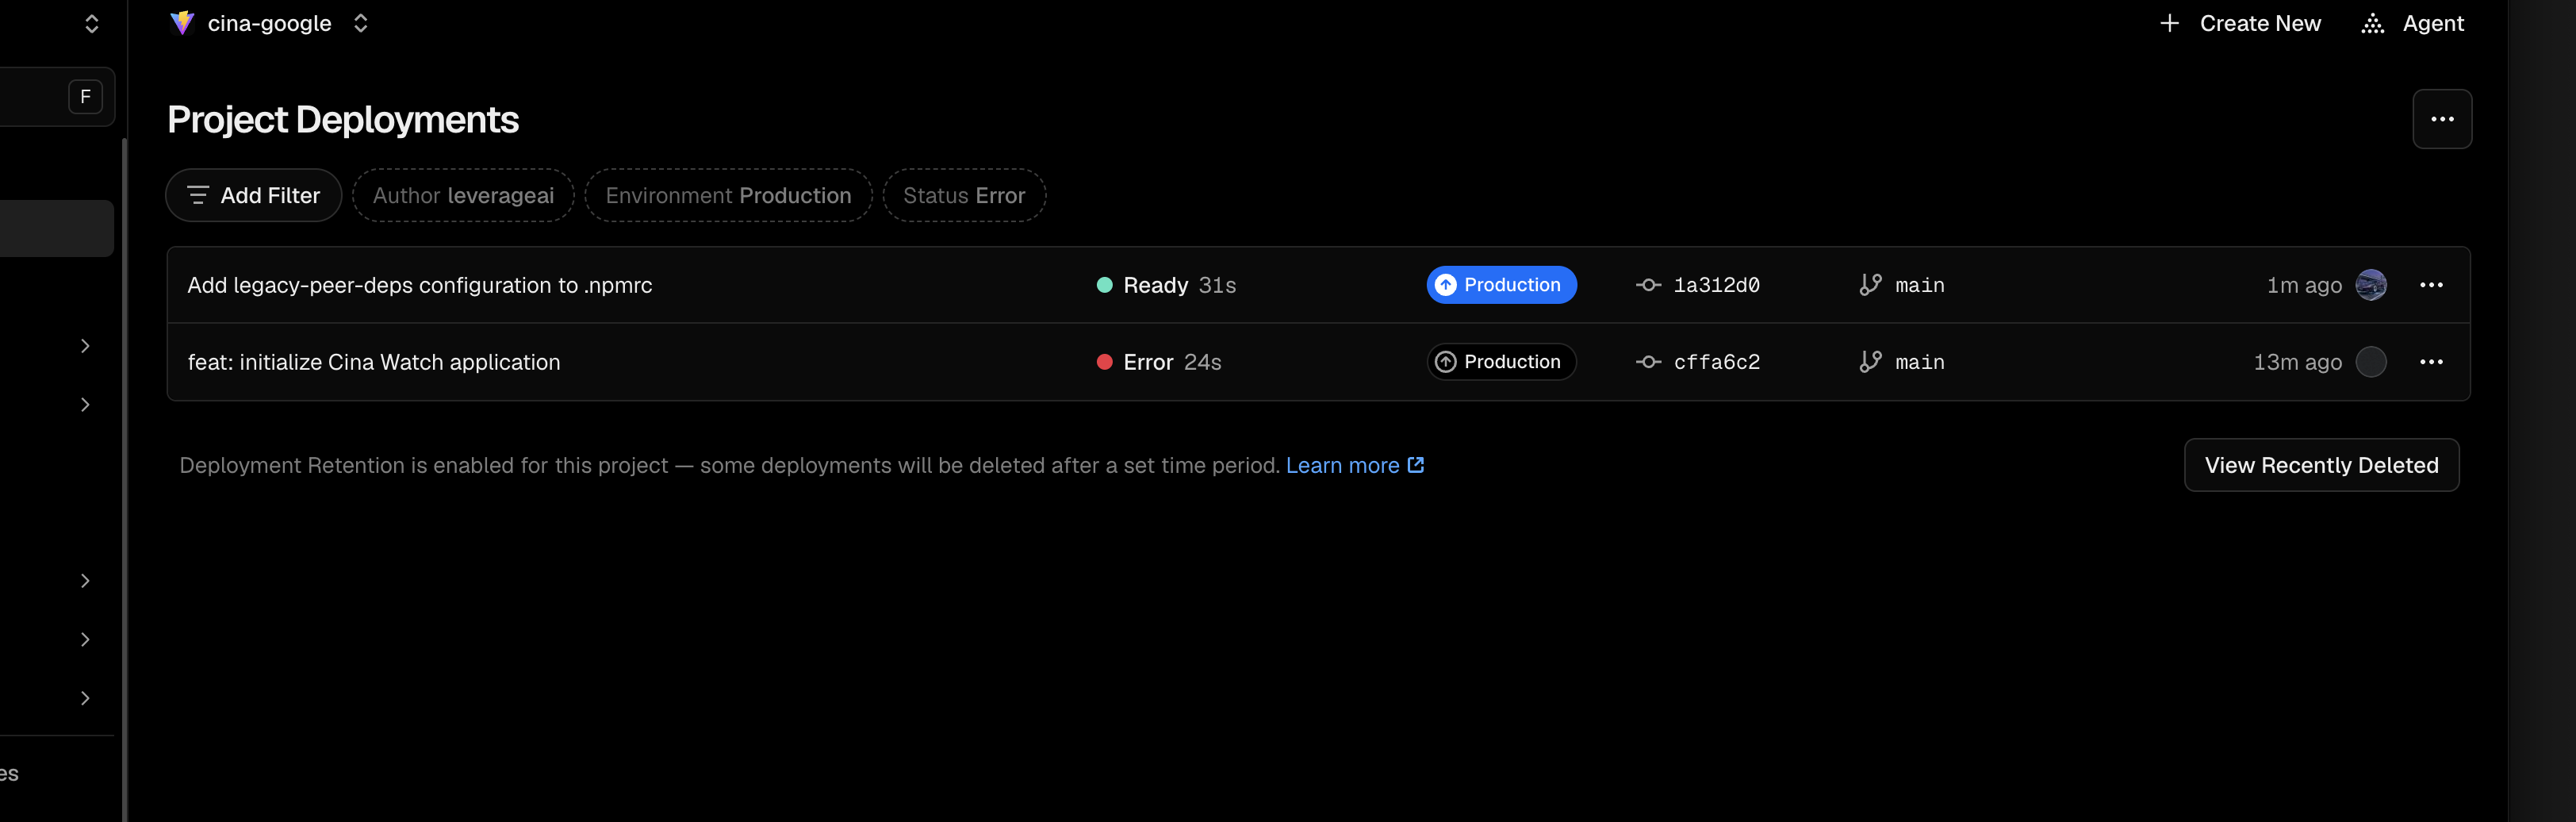 cina-google
Create New
Agent
F
Project Deployments
Add Filter
Author leverageai
Environment Production
Status Error
Add legacy-peer-deps configuration to .npmrc Ready 31s Production 1a312d0 main 1m ago
feat: initialize Cina Watch application Error 24s Production cffa6c2 main 13m ago
Deployment Retention is enabled for this project — some deployments will be deleted after a set time period. Learn more
View Recently Deleted
es